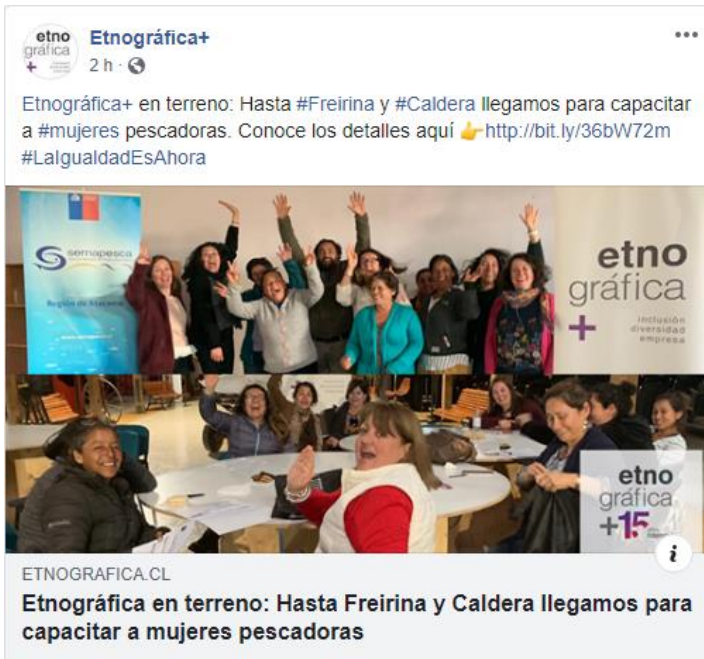 etno
gráfica
+
Etnográfica+
2 h ·
Etnográfica+ en terreno: Hasta #Freirina y #Caldera llegamos para capacitar
a #mujeres pescadoras. Conoce los detalles aquí 👉http://bit.ly/36bW72m
#LaIgualdadEsAhora
sernapesca
Región de Atacama
etno
gráfica
+
inclusión
diversidad
empresa
etno
gráfica
+15
ETNOGRAFICA.CL
Etnográfica en terreno: Hasta Freirina y Caldera llegamos para
capacitar a mujeres pescadoras